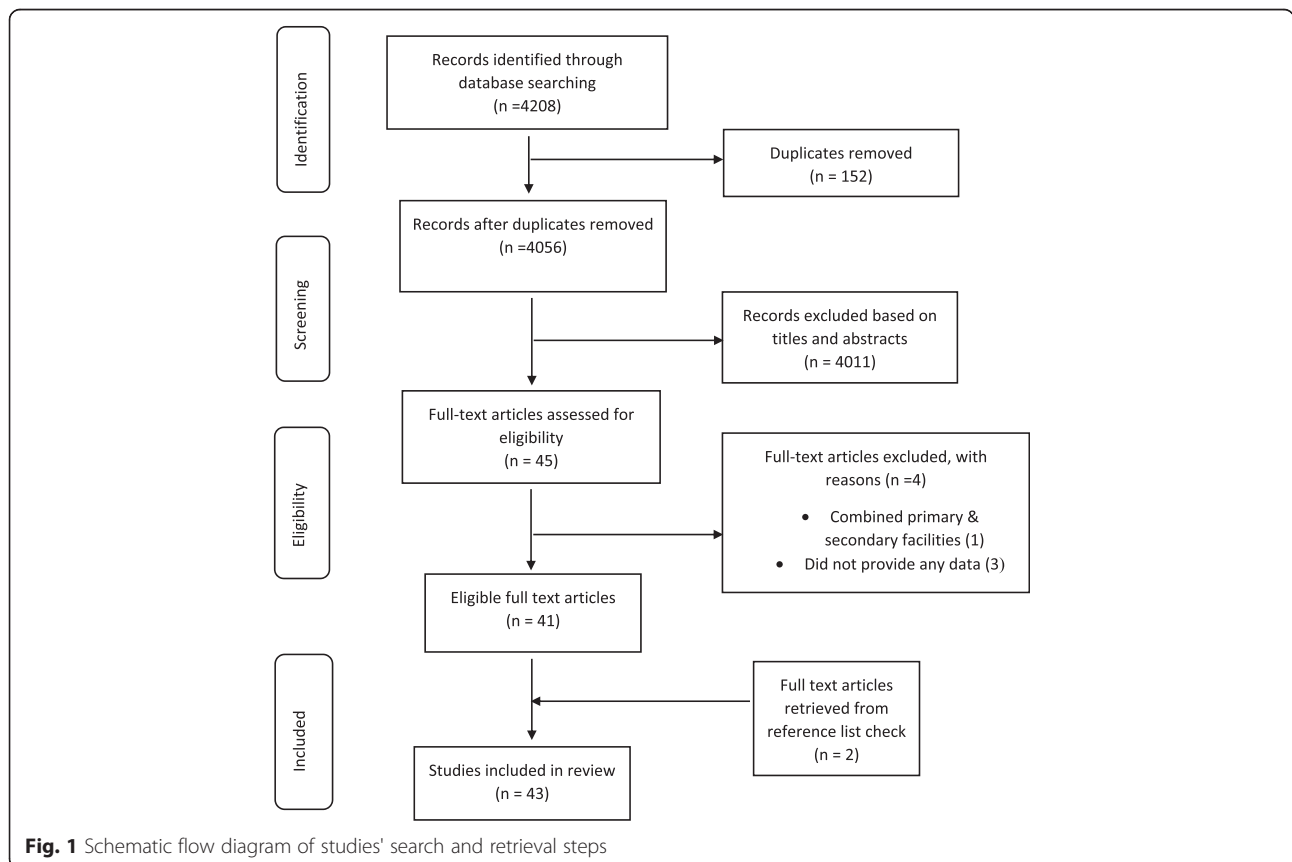 Identification
Records identified through
database searching
(n =4208)
Duplicates removed
(n = 152)
Records after duplicates removed
(n =4056)
Screening
Records excluded based on
titles and abstracts
(n = 4011)
Full-text articles assessed for
eligibility
(n = 45)
Eligibility
Full-text articles excluded, with
reasons (n =4)
• Combined primary &
secondary facilities (1)
• Did not provide any data (3)
Eligible full text articles
(n = 41)
Included
Full text articles
retrieved from
reference list check
(n = 2)
Studies included in review
(n = 43)
Fig. 1 Schematic flow diagram of studies' search and retrieval steps